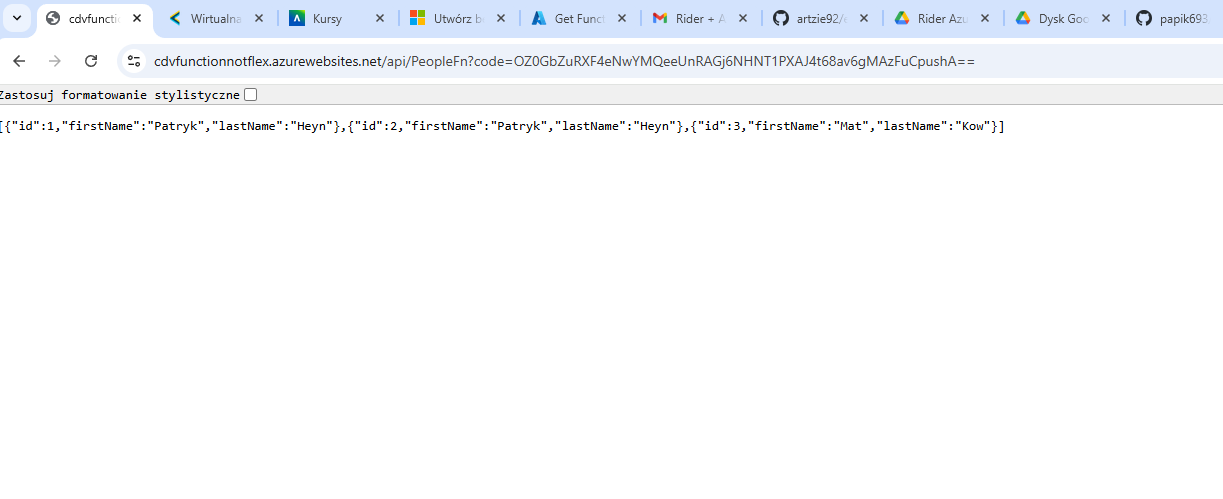 cdvfuncti
Wirtualna
Kursy
Utwórz b
Get Funct
Rider + A
artzie92/
Rider Azu
Dysk Goo
papik693
cdvfunctionnotflex.azurewebsites.net/api/PeopleFn?code=OZ0GbZuRXF4eNwYMQeeUnRAGj6NHNT1PXAJ4t68av6gMAzFuCpushA==
Zastosuj formatowanie stylistyczne
[{"id":1,"firstName":"Patryk","lastName":"Heyn"},{"id":2,"firstName":"Patryk","lastName":"Heyn"},{"id":3,"firstName":"Mat","lastName":"Kow"}]